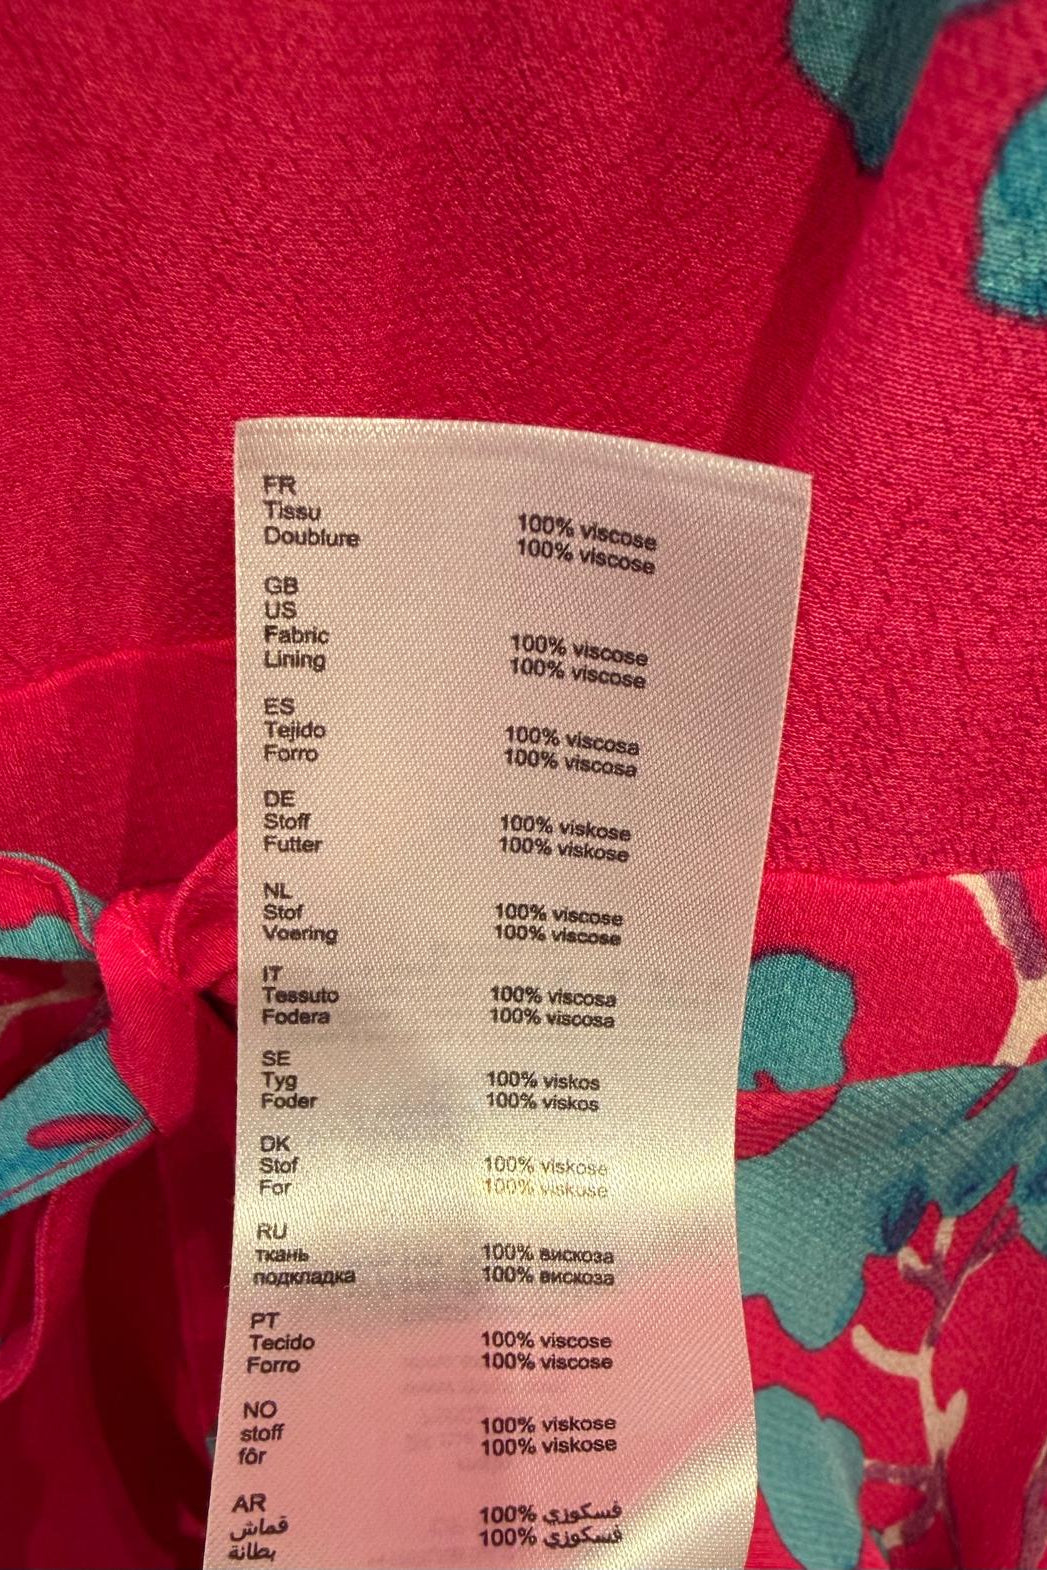 FR
Tissu 100% viscose
Doublure 100% viscose
GB
US
Fabric 100% viscose
Lining 100% viscose
ES
Tejido 100% viscosa
Forro 100% viscosa
DE
Stoff 100% viskose
Futter 100% viskose
NL
Stof 100% viscose
Voering 100% viscose
IT
Tessuto 100% viscosa
Fodera 100% viscosa
SE
Tyg 100% viskos
Foder 100% viskos
DK
Stof 100% viskose
For 100% viskose
RU
ткань 100% вискоза
подкладка 100% вискоза
PT
Tecido 100% viscose
Forro 100% viscose
NO
stoff 100% viskose
fôr 100% viskose
AR
قماش 100% فسكوزي
بطانة 100% فسكوزي